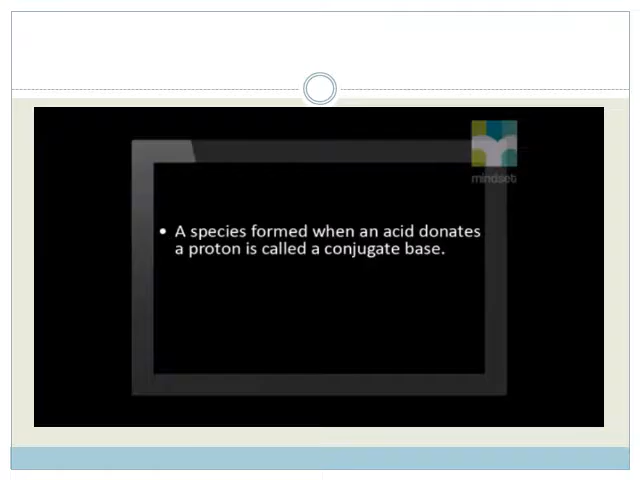 mindset
• A species formed when an acid donates
a proton is called a conjugate base.